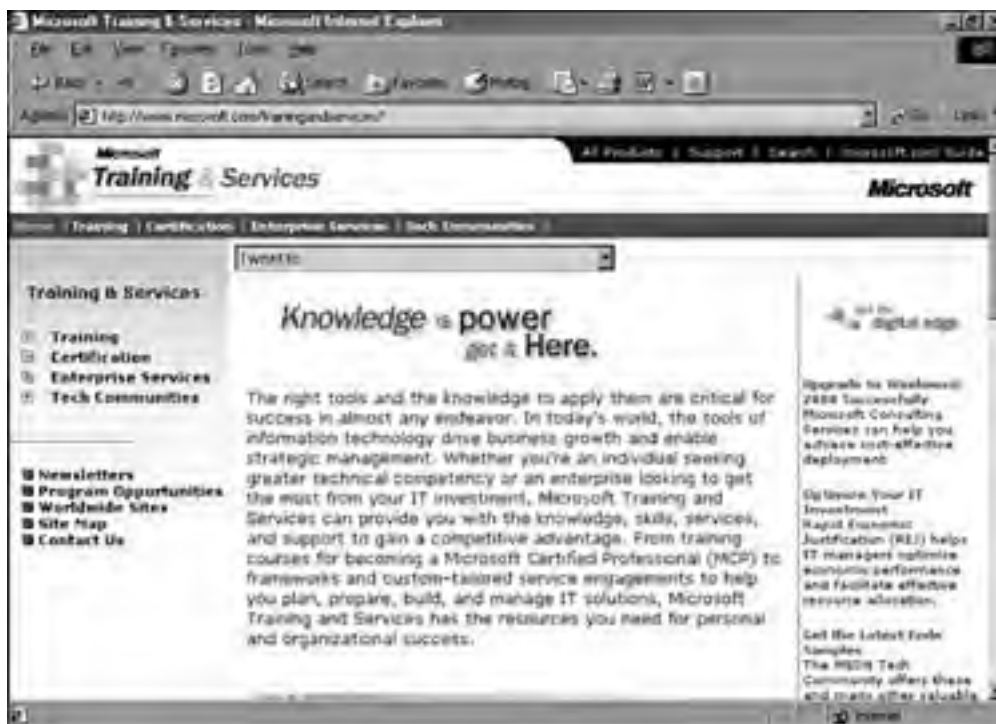 Microsoft Training & Services - Microsoft Internet Explorer
File Edit View Favorites Tools Help
Back Search Favorites History
Address http://www.microsoft.com/trainingandservices/ Go Links
All Products | Support | Search | microsoft.com Guide
Microsoft
Training & Services
Microsoft
Home | Training | Certification | Enterprise Services | Tech Communities |
I want to
Training & Services
Training
Certification
Enterprise Services
Tech Communities
Newsletters
Program Opportunities
Worldwide Sites
Site Map
Contact Us
Knowledge is power
get it Here.
The right tools and the knowledge to apply them are critical for
success in almost any endeavor. In today's world, the tools of
information technology drive business growth and enable
strategic management. Whether you're an individual seeking
greater technical competency or an enterprise looking to get
the most from your IT investment, Microsoft Training and
Services can provide you with the knowledge, skills, services,
and support to gain a competitive advantage. From training
courses for becoming a Microsoft Certified Professional (MCP) to
frameworks and custom-tailored service engagements to help
you plan, prepare, build, and manage IT solutions, Microsoft
Training and Services has the resources you need for personal
and organizational success.
digital edge
Upgrade to Windows
2000 Successfully
Microsoft Consulting
Services can help you
achieve cost-effective
deployment
Optimize Your IT
Investment
Rapid Economic
Justification (REJ) helps
IT managers optimize
economic performance
and facilitate effective
resource allocation.
Get the Latest Code
Samples
The MSDN Tech
Community offers these
and many other valuable
Internet